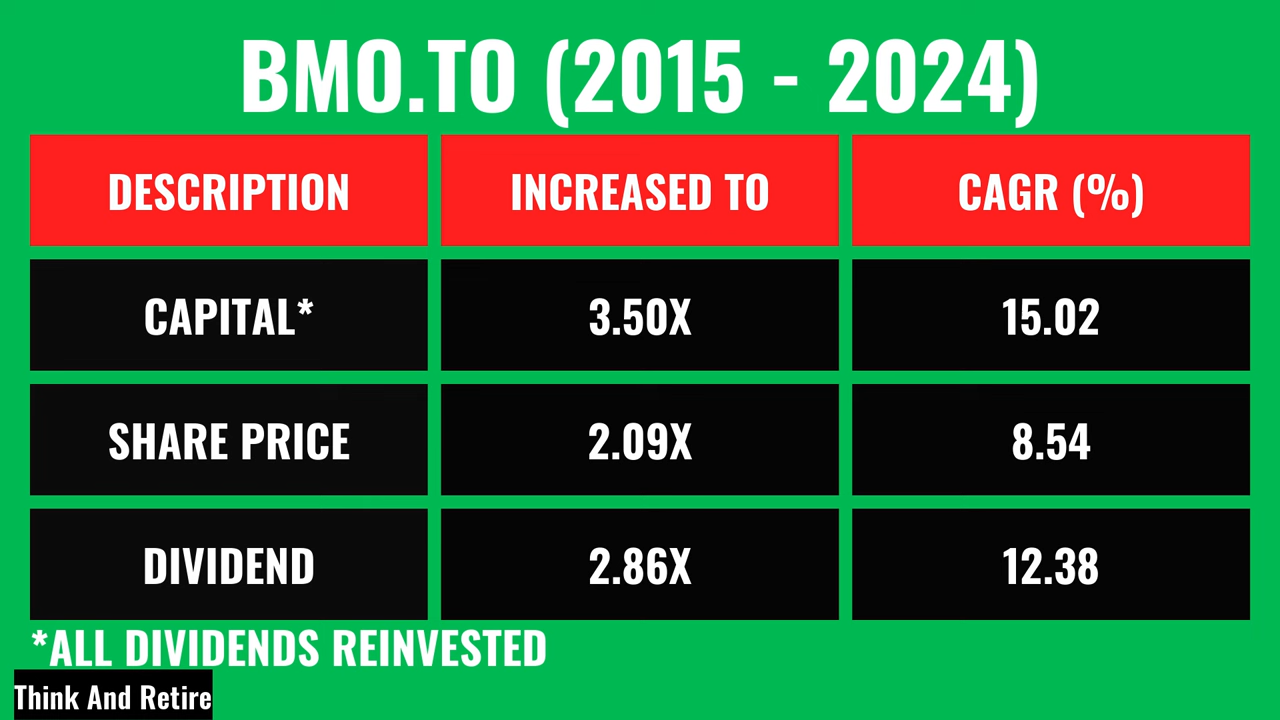 BMO.TO (2015 - 2024)
DESCRIPTION INCREASED TO CAGR (%)
CAPITAL* 3.50X 15.02
SHARE PRICE 2.09X 8.54
DIVIDEND 2.86X 12.38
*ALL DIVIDENDS REINVESTED
Think And Retire